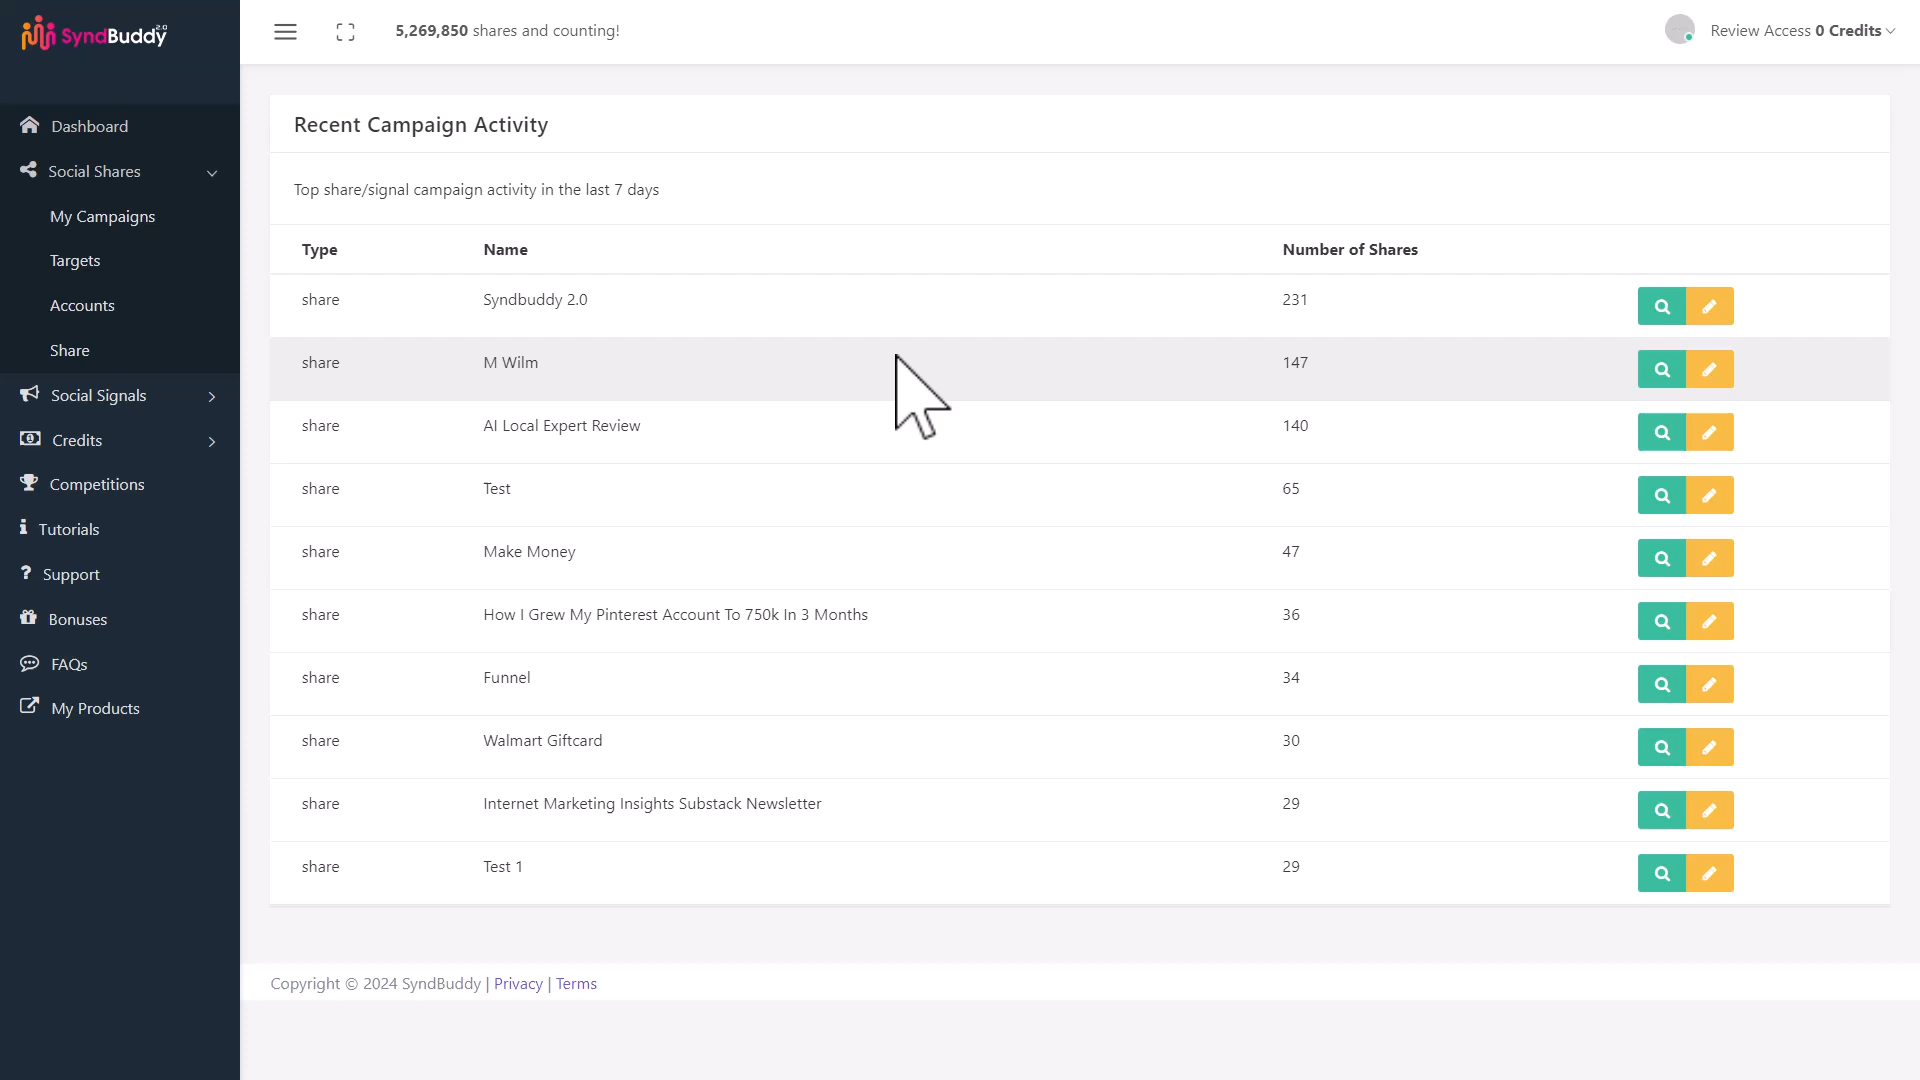 SyndBuddy 2.0
5,269,850 shares and counting!
Review Access 0 Credits
Dashboard
Social Shares
My Campaigns
Targets
Accounts
Share
Social Signals
Credits
Competitions
Tutorials
Support
Bonuses
FAQs
My Products
Recent Campaign Activity
Top share/signal campaign activity in the last 7 days
Type Name Number of Shares
share Syndbuddy 2.0 231
share M Wilm 147
share AI Local Expert Review 140
share Test 65
share Make Money 47
share How I Grew My Pinterest Account To 750k In 3 Months 36
share Funnel 34
share Walmart Giftcard 30
share Internet Marketing Insights Substack Newsletter 29
share Test 1 29
Copyright © 2024 SyndBuddy | Privacy | Terms